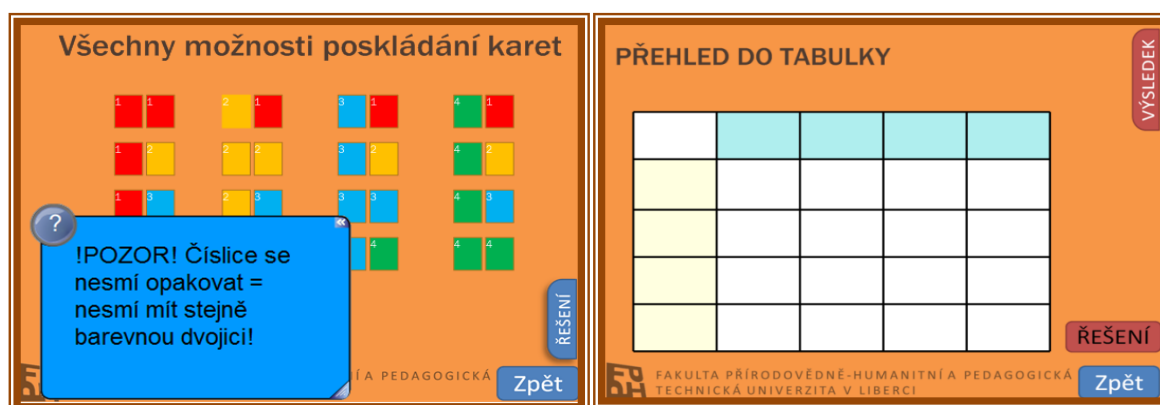 Všechny možnosti poskládání karet
1 1 2 1 3 1 4 1
1 2 2 2 3 2 4 2
1 3 2 3 3 3 4 3
4 4 4
?
!POZOR! Číslice se
nesmí opakovat =
nesmí mít stejně
barevnou dvojici!
ŘEŠENÍ
Í A PEDAGOGICKÁ
Zpět
PŘEHLED DO TABULKY
VÝSLEDEK
ŘEŠENÍ
FAKULTA PŘÍRODOVĚDNĚ-HUMANITNÍ A PEDAGOGICKÁ
TECHNICKÁ UNIVERZITA V LIBERCI
Zpět